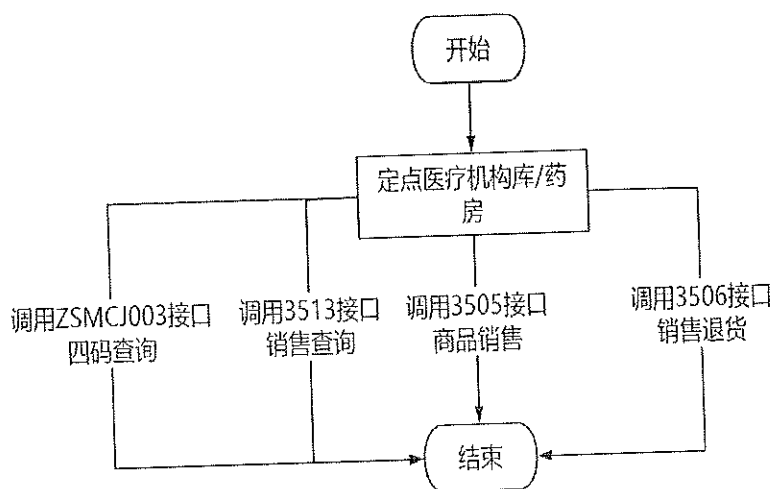 开始
定点医疗机构库/药
房
调用ZSMCJ003接口
四码查询
调用3513接口
销售查询
调用3505接口
商品销售
调用3506接口
销售退货
结束